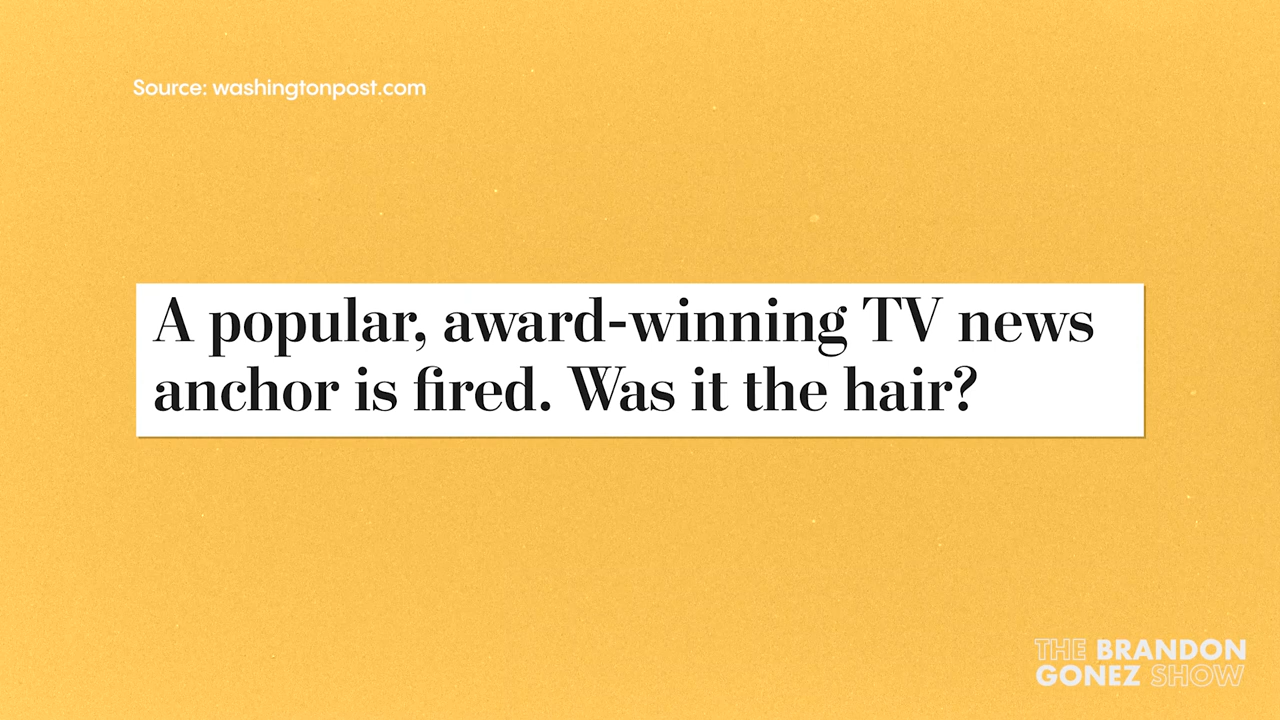 Source: washingtonpost.com
A popular, award-winning TV news
anchor is fired. Was it the hair?
THE BRANDON
GONEZ SHOW